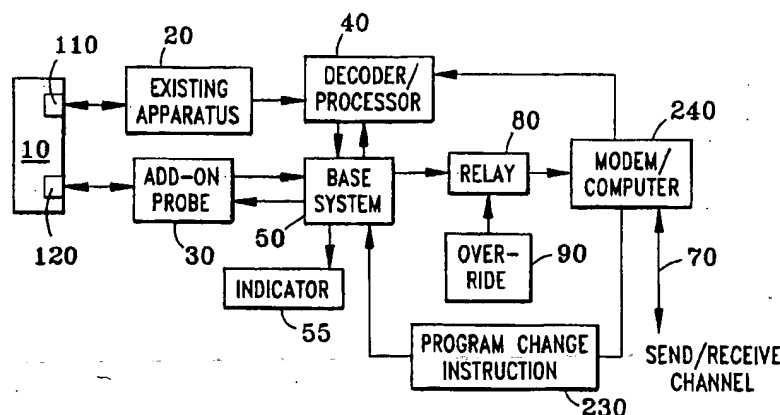 110
20
40
EXISTING
APPARATUS
DECODER/
PROCESSOR
80
240
10
ADD-ON
PROBE
BASE
SYSTEM
RELAY
MODEM/
COMPUTER
120
30
50
OVER-
RIDE
90
70
INDICATOR
55
PROGRAM CHANGE
INSTRUCTION
SEND/RECEIVE
CHANNEL
230